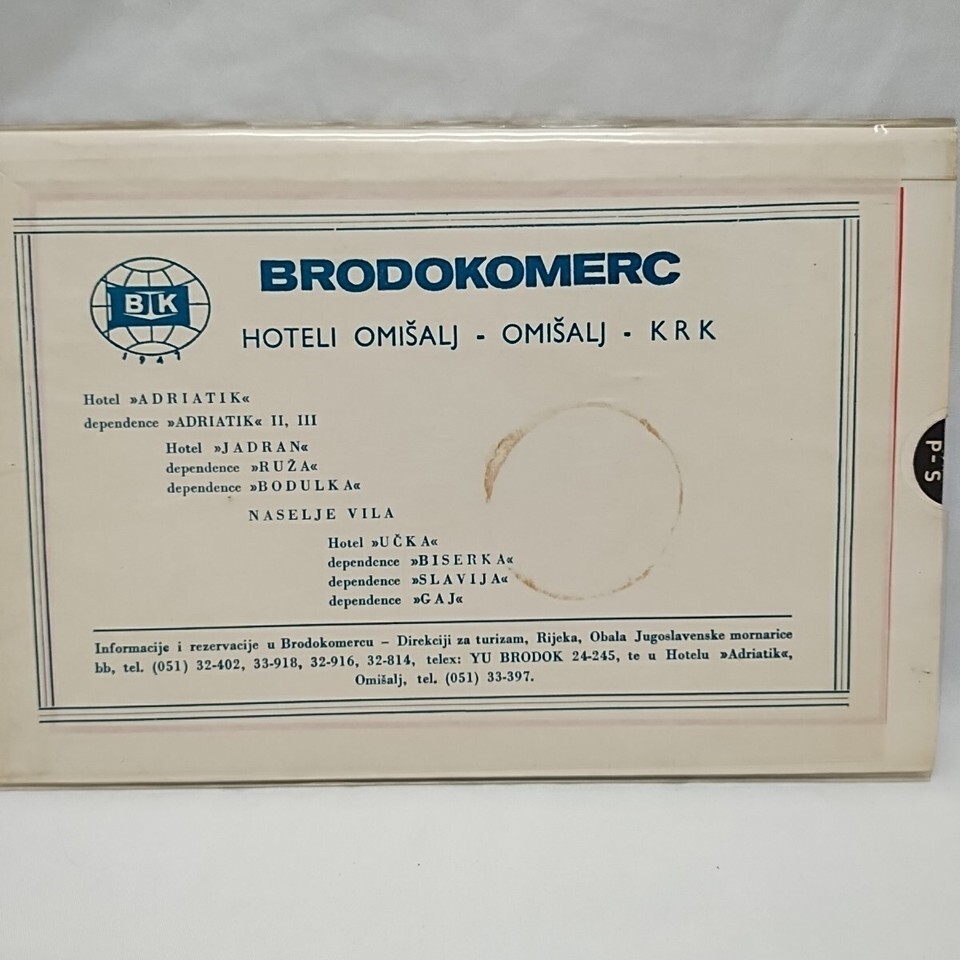 BRODOKOMERC
BTK
1947
HOTELI OMIŠALJ - OMIŠALJ - KRK
Hotel »ADRIATIK«
dependence »ADRIATIK« II, III
Hotel »JADRAN«
dependence »RUŽA«
dependence »BODULKA«
NASELJE VILA
Hotel »UČKA«
dependence »BISERKA«
dependence »SLAVIJA«
dependence »GAJ«
Informacije i rezervacije u Brodokomercu – Direkciji za turizam, Rijeka, Obala Jugoslavenske mornarice
bb, tel. (051) 32-402, 33-918, 32-916, 32-814, telex: YU BRODOK 24-245, te u Hotelu »Adriatik«,
Omišalj, tel. (051) 33-397.
P-S